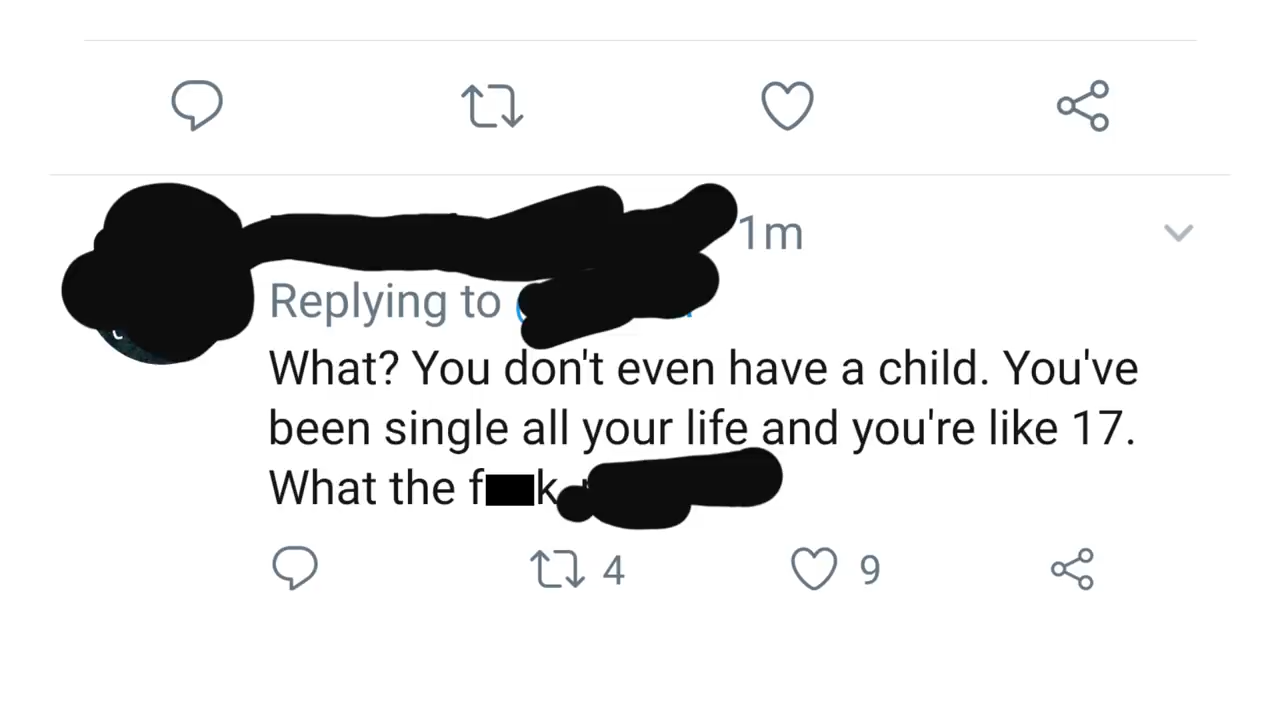 1m
Replying to
What? You don't even have a child. You've
been single all your life and you're like 17.
What the f k
4 9